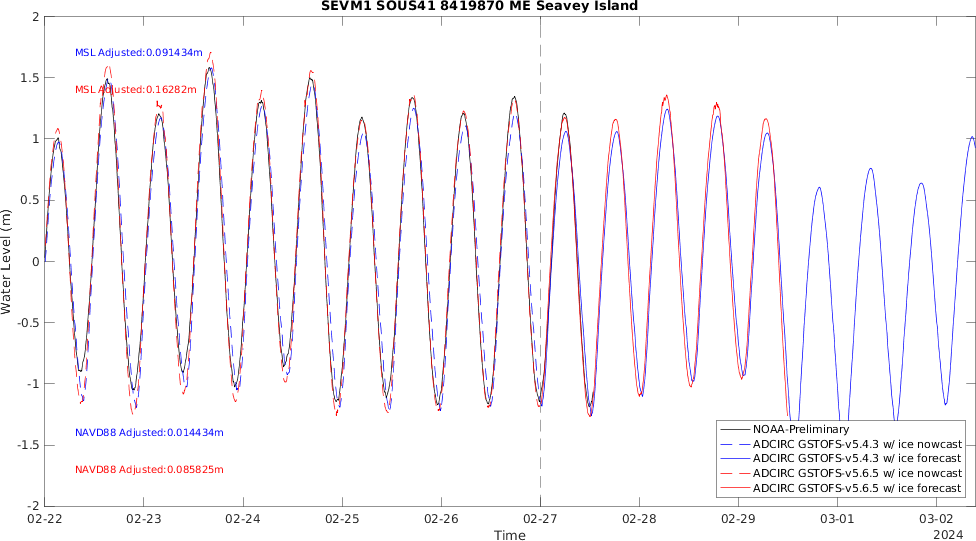 SEVM1 SOUS41 8419870 ME Seavey Island
2
1.5
1
0.5
0
-0.5
-1
-1.5
-2
Water Level (m)
MSL Adjusted:0.091434m
MSL Adjusted:0.16282m
NAVD88 Adjusted:0.014434m
NAVD88 Adjusted:0.085825m
NOAA-Preliminary
ADCIRC GSTOFS-v5.4.3 w/ ice nowcast
ADCIRC GSTOFS-v5.4.3 w/ ice forecast
ADCIRC GSTOFS-v5.6.5 w/ ice nowcast
ADCIRC GSTOFS-v5.6.5 w/ ice forecast
02-22 02-23 02-24 02-25 02-26 02-27 02-28 02-29 03-01 03-02
2024
Time